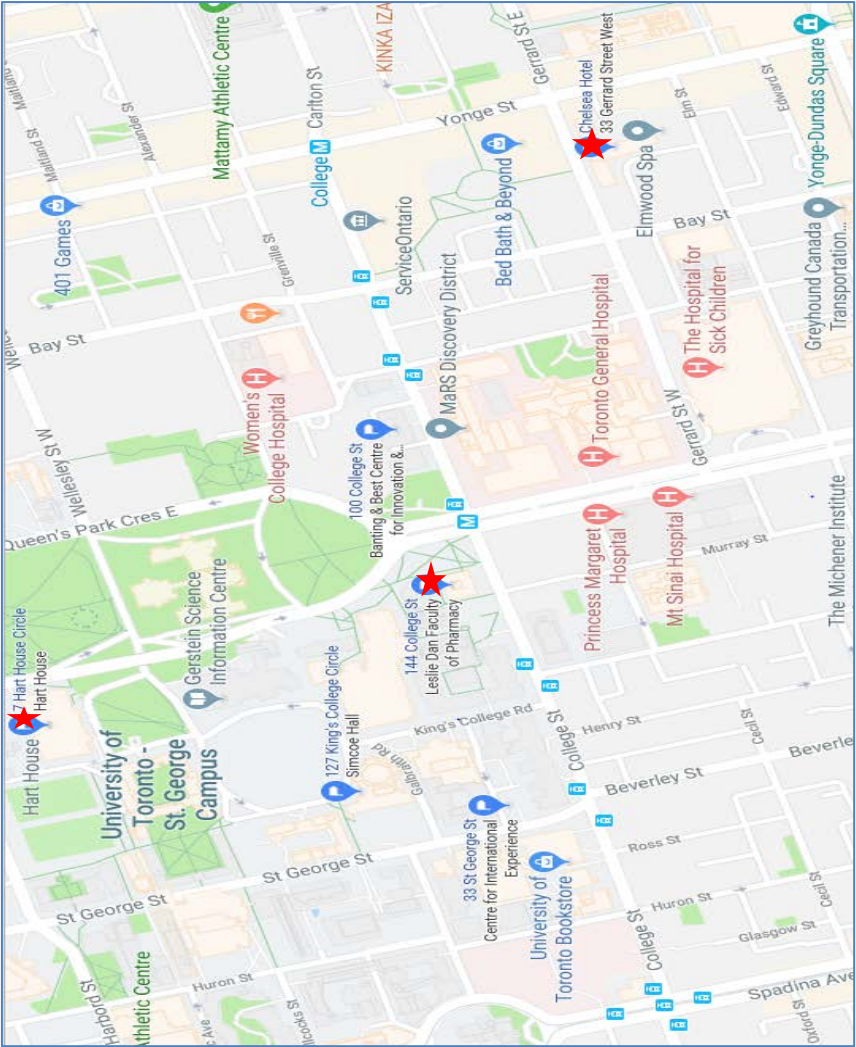 Harbord St
Athletic Centre
Hart House
7 Hart House Circle
Hart House
Queen's Park Cres E
Wellesley St W
Bay St
401 Games
Maitland St
Maitland
Alexander St
St George St
University of
Toronto -
St. George
Campus
Gerstein Science
Information Centre
Huron St
Women's
College Hospital
Grenville St
Mattamy Athletic Centre
St George St
127 King's College Circle
Simcoe Hall
100 College St
Banting & Best Centre
for Innovation &...
College
M
Carlton St
KINKA IZA
ServiceOntario
Galbraith Rd
King's College Rd
144 College St
Leslie Dan Faculty
of Pharmacy
MaRS Discovery District
Yonge St
33 St George St
Centre for International
Experience
M
Bed Bath & Beyond
Gerrard St E
University of
Toronto Bookstore
College St
Henry St
Princess Margaret
Hospital
H
Toronto General Hospital
Chelsea Hotel
33 Gerrard Street West
Elmwood Spa
Beverley St
Ross St
College St
Huron St
Mt Sinai Hospital
Murray St
Gerrard St W
The Hospital for
Sick Children
Bay St
Elm St
Glasgow St
Cecil St
Beverley
Spadina Ave
Oxford St
Cecil St
The Michener Institute
Greyhound Canada
Transportation...
Edward St
Yonge-Dundas Square